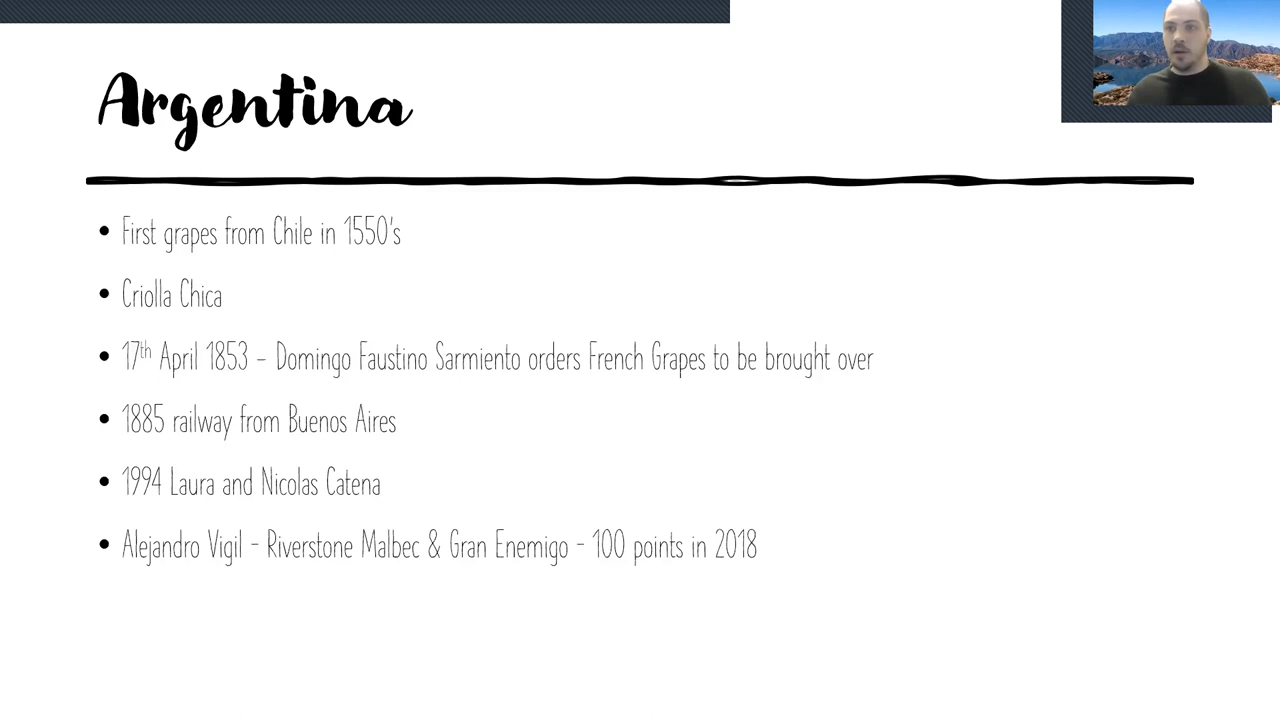 Argentina
• First grapes from Chile in 1550's
• Criolla Chica
• 17th April 1853 – Domingo Faustino Sarmiento orders French Grapes to be brought over
• 1885 railway from Buenos Aires
• 1994 Laura and Nicolas Catena
• Alejandro Vigil – Riverstone Malbec & Gran Enemigo – 100 points in 2018